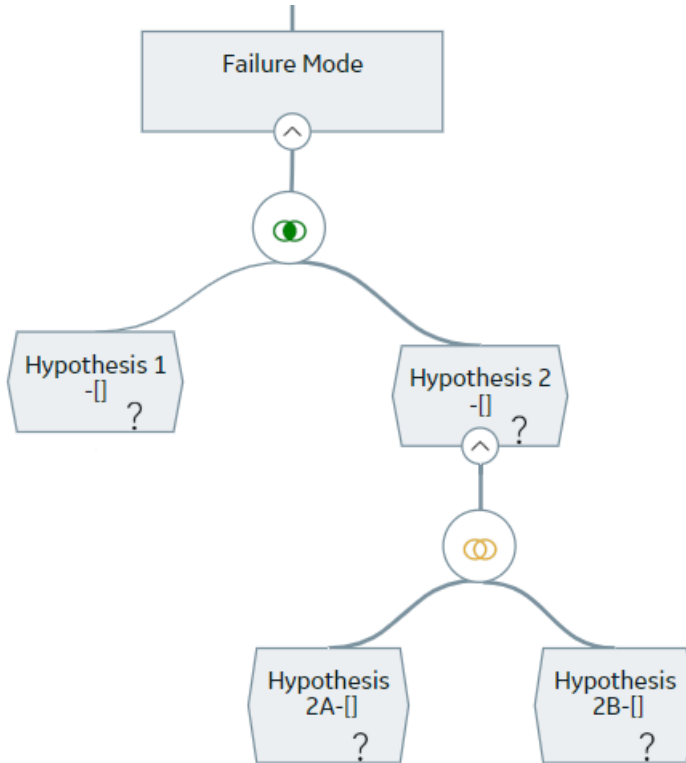 Failure Mode
Hypothesis 1
-[]
?
Hypothesis 2
-[]
?
Hypothesis
2A-[]
?
Hypothesis
2B-[]
?